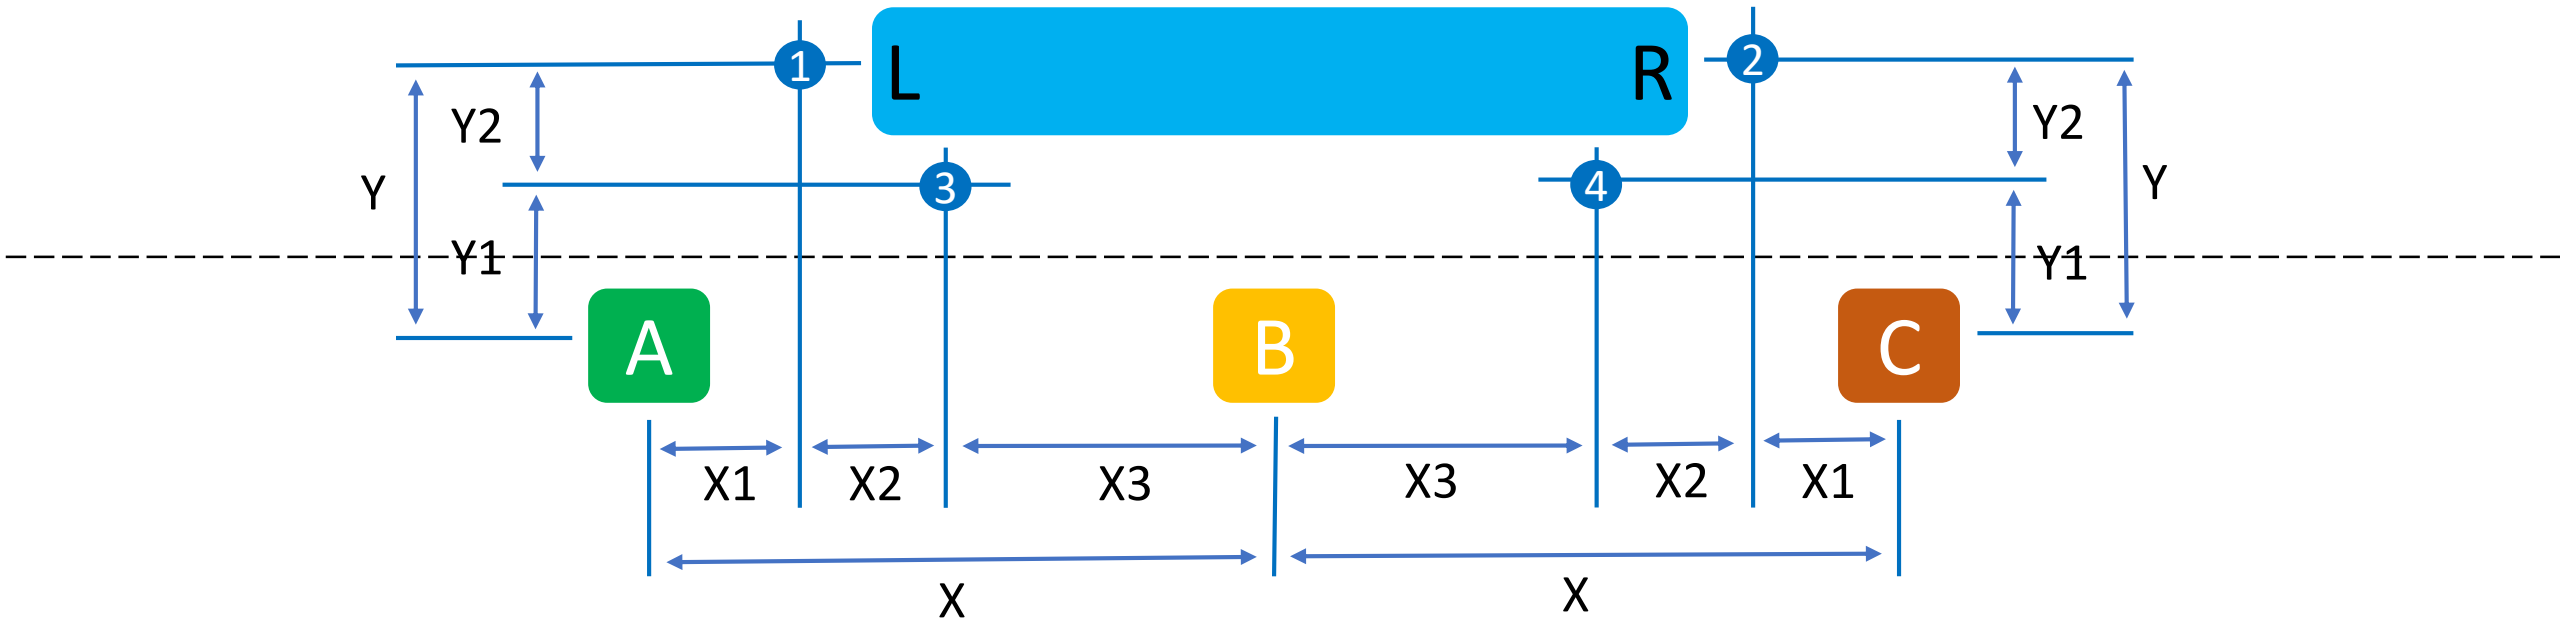 1 L R 2
Y2 Y2
Y 3 4 Y
Y1 Y1
A B C
X1 X2 X3 X3 X2 X1
X X